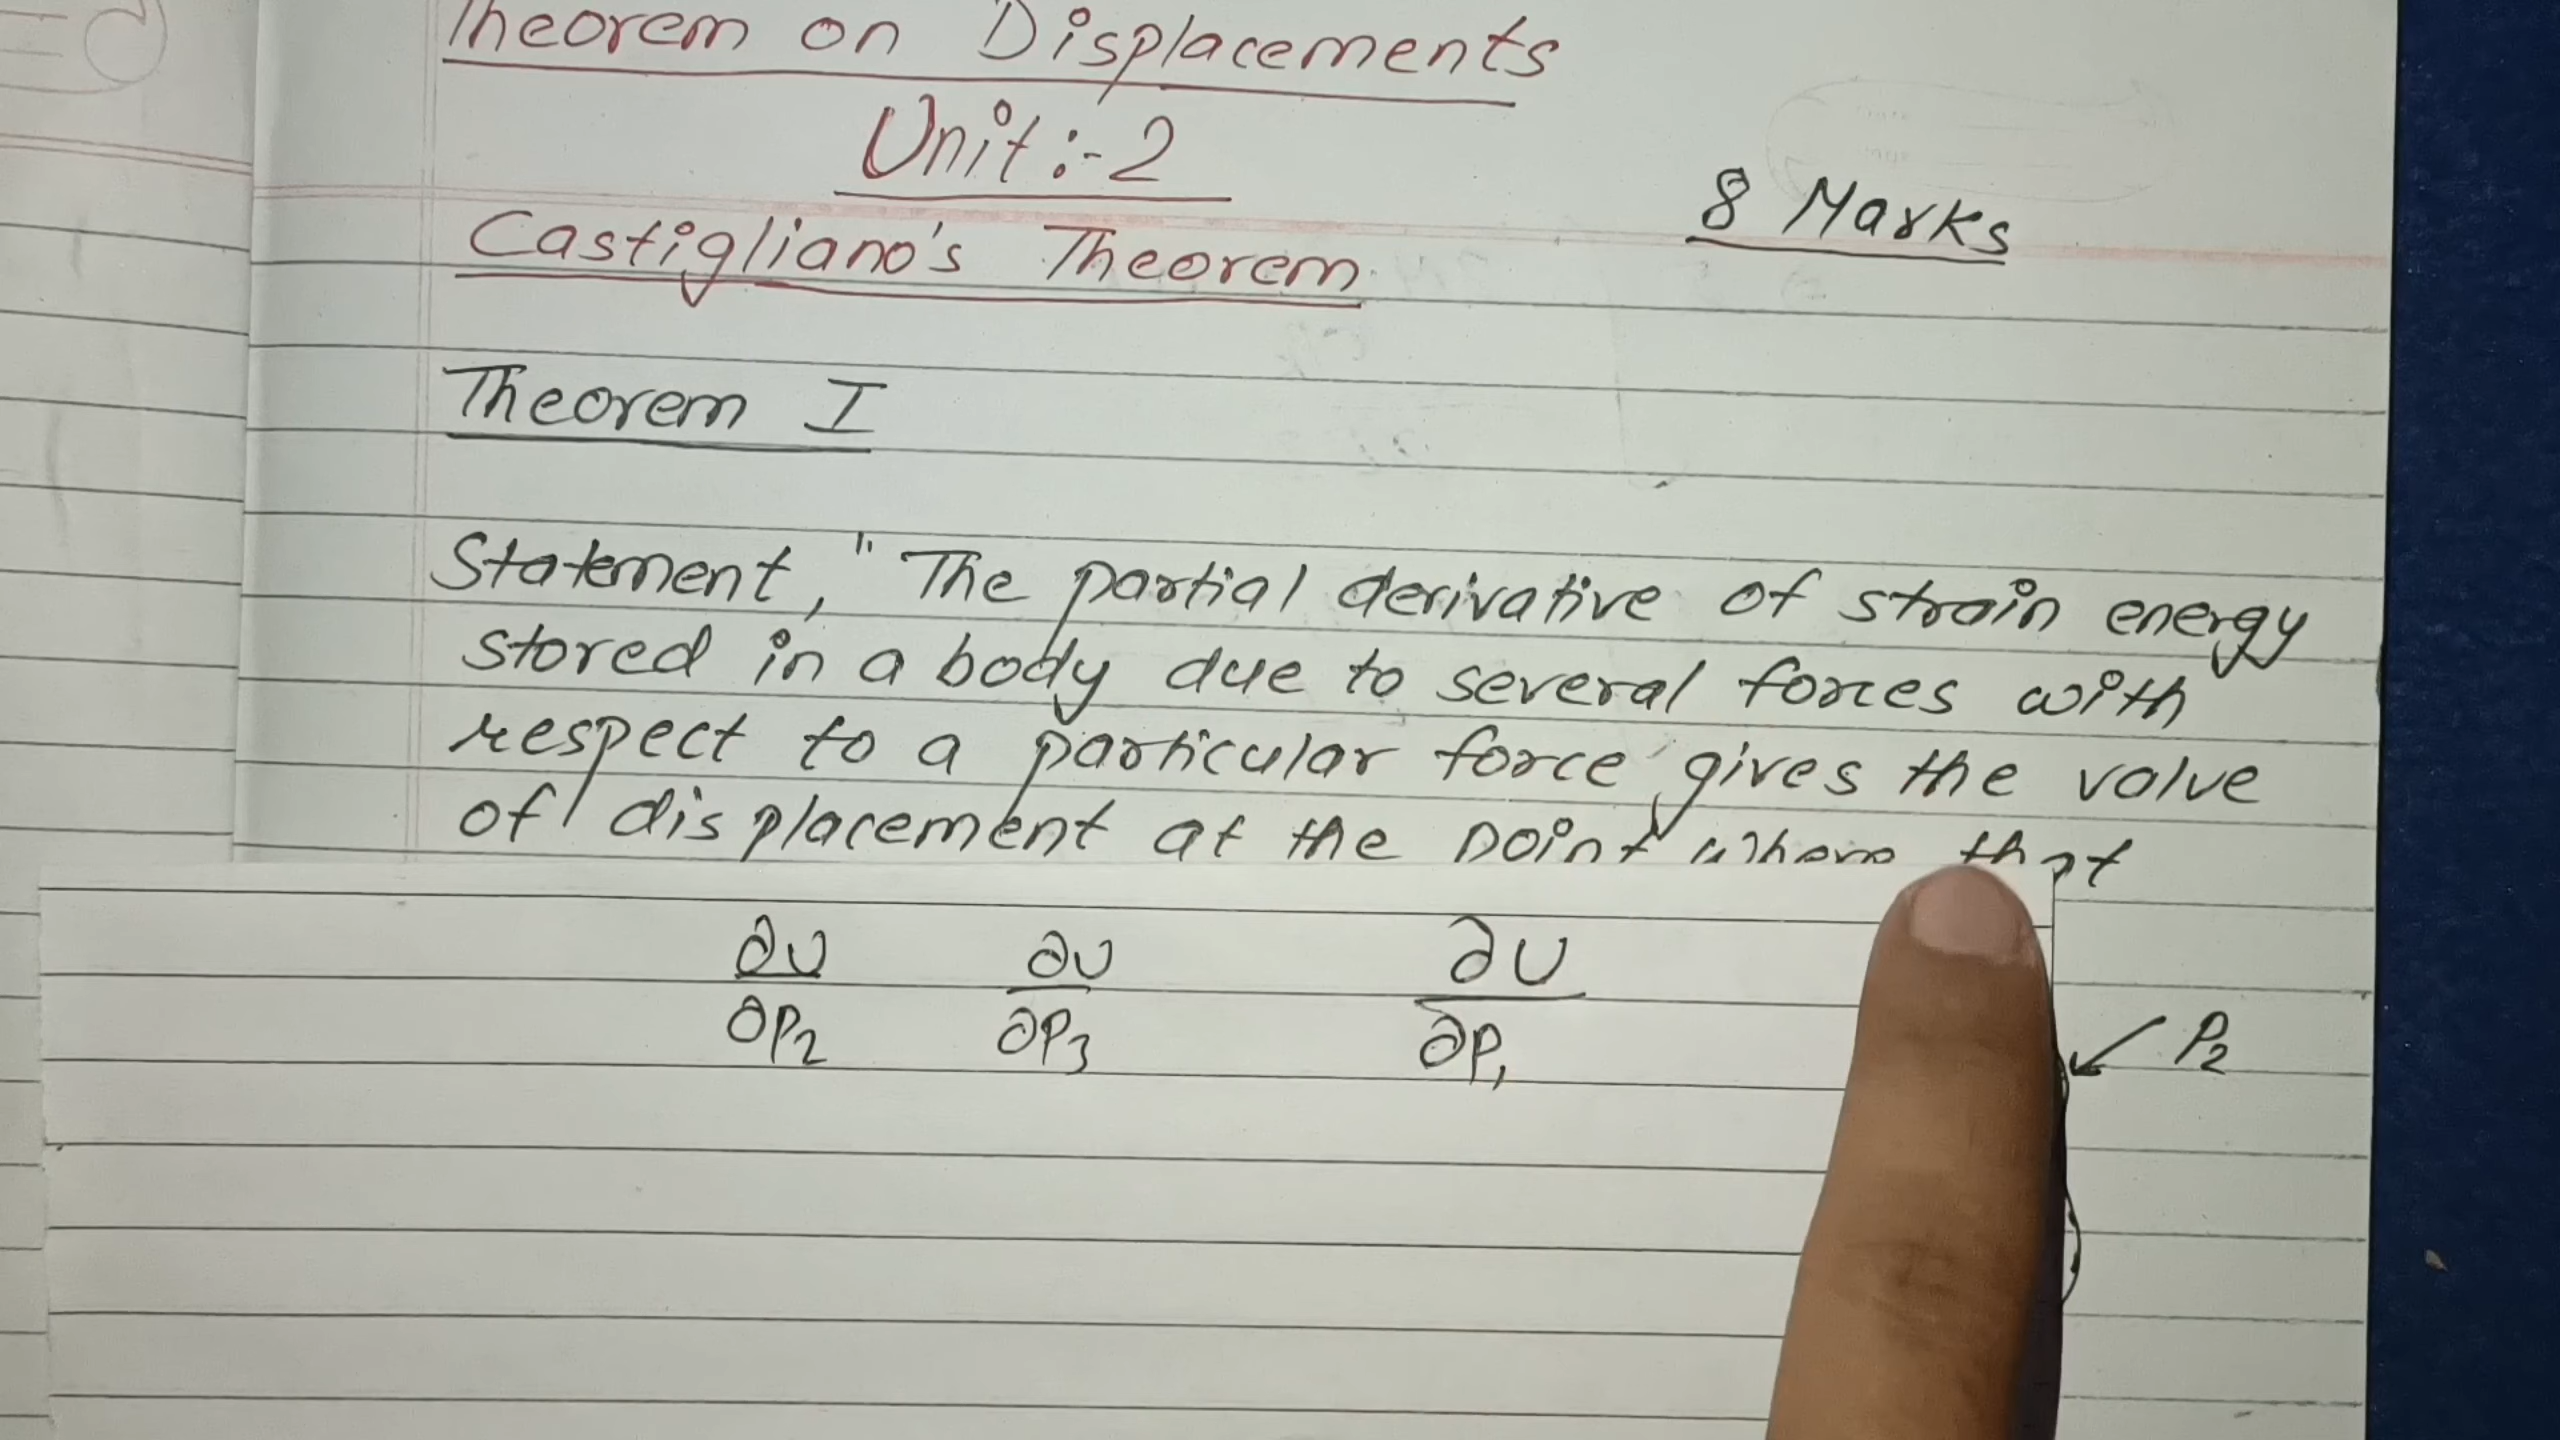 Theorem on Displacements
Unit :- 2
Castigliano's Theorem
8 Marks
Theorem I
Statement, " The partial derivative of strain energy
stored in a body due to several forces with
respect to a particular force gives the value
of displacement at the point where that
∂U ∂U ∂U
∂P2 ∂P3 ∂P1
P2